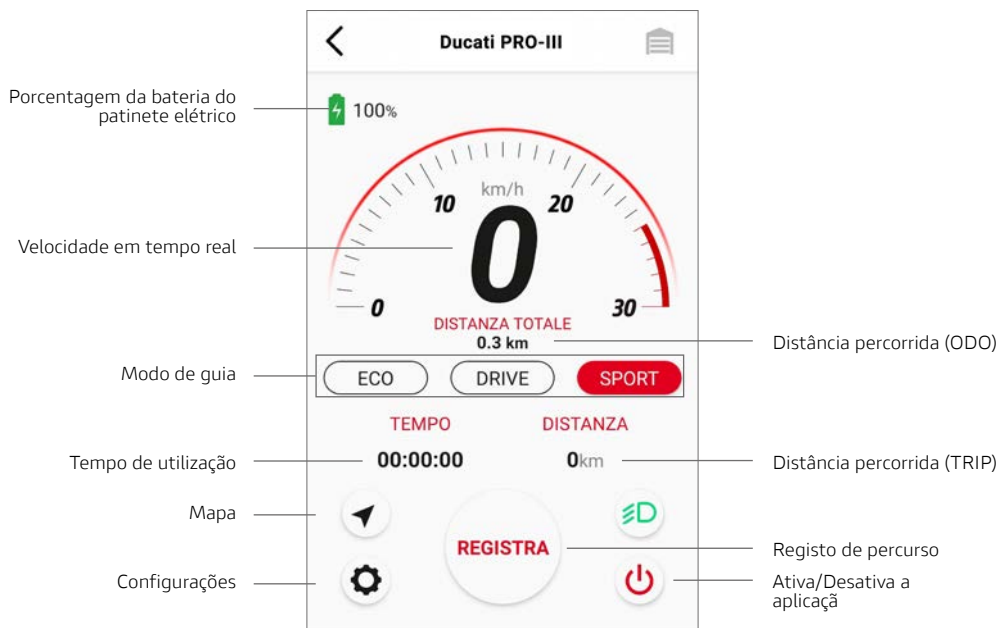 Ducati PRO-III
Porcentagem da bateria do
patinete elétrico
100%
km/h
10
20
Velocidade em tempo real
0
0
30
DISTANZA TOTALE
0.3 km
Distância percorrida (ODO)
Modo de guia
ECO
DRIVE
SPORT
TEMPO
DISTANZA
Tempo de utilização
00:00:00
0km
Distância percorrida (TRIP)
Mapa
REGISTRA
Registo de percurso
Configurações
Ativa/Desativa a
aplicaçã